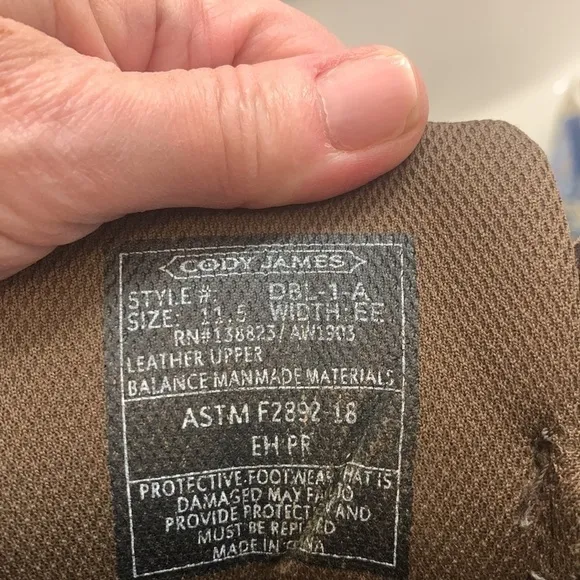 CODY JAMES
STYLE #: DBL-1-A
SIZE: 11.5 WIDTH: EE
RN#138823/AW1903
LEATHER UPPER
BALANCE MANMADE MATERIALS
ASTM F2892-18
EH PR
PROTECTIVE FOOTWEAR THAT IS
DAMAGED MAY FAIL TO
PROVIDE PROTECTION AND
MUST BE REPLACED
MADE IN CHINA